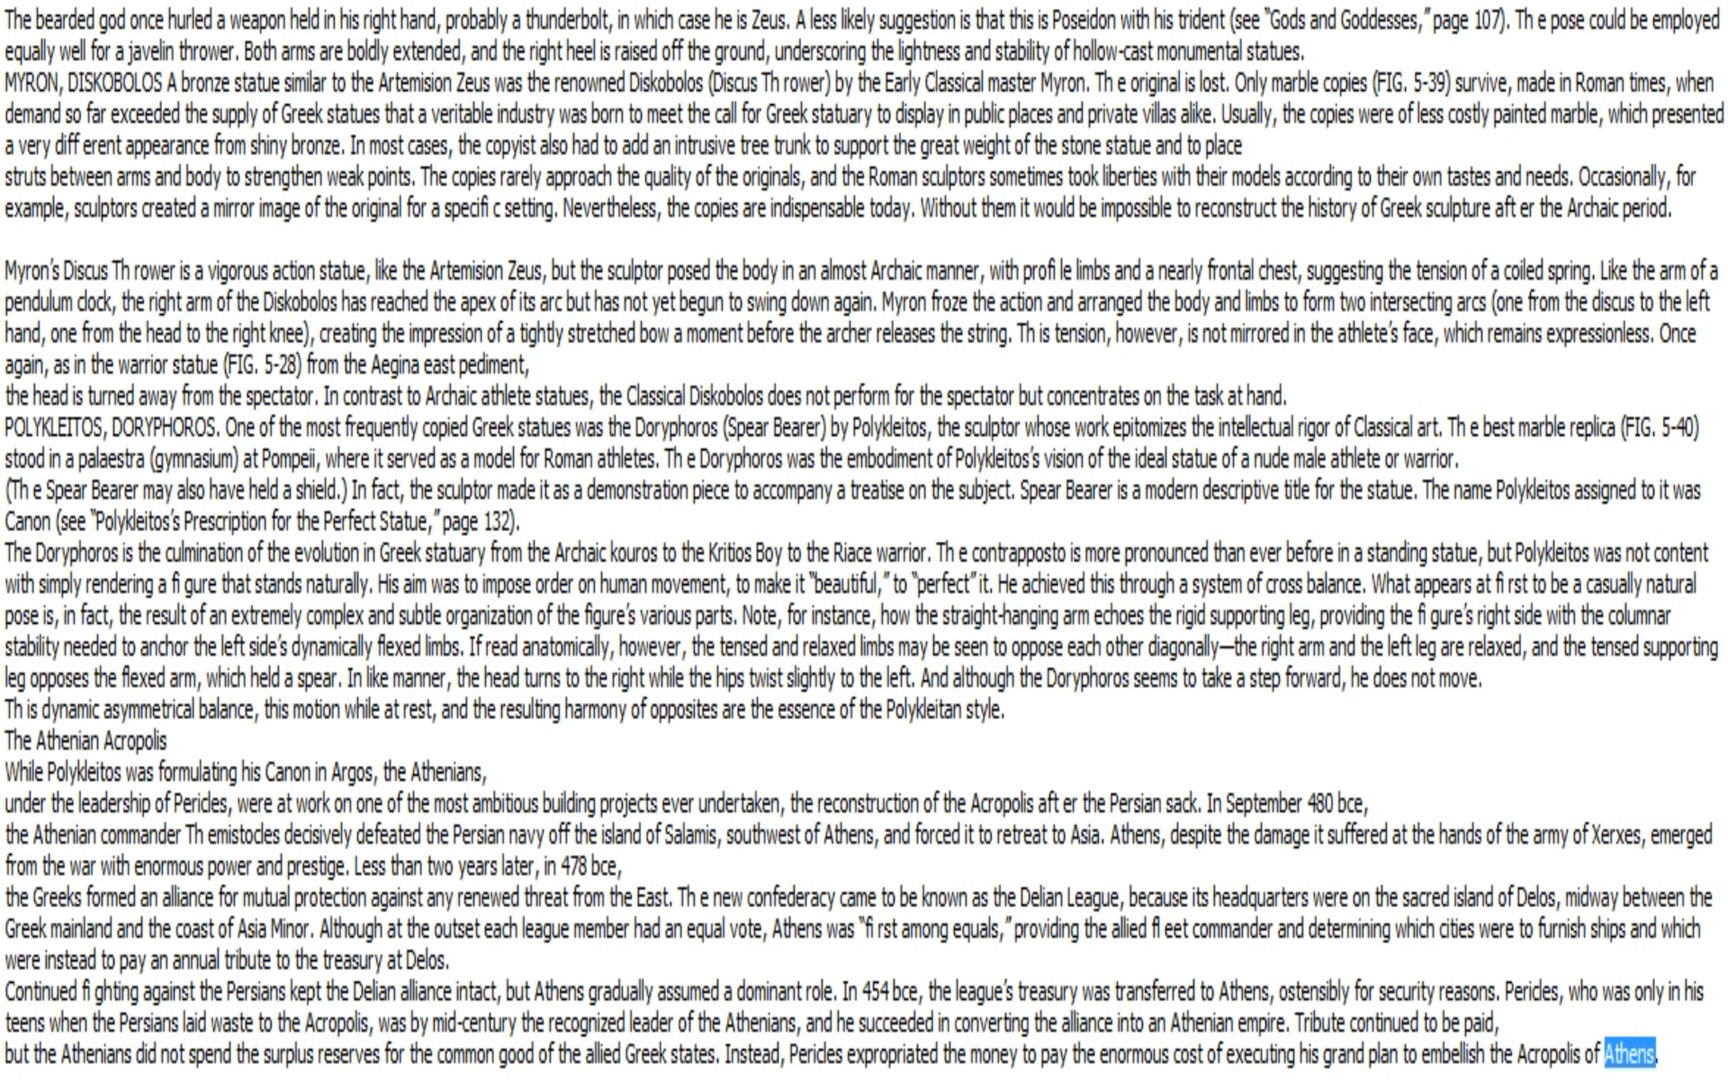 The bearded god once hurled a weapon held in his right hand, probably a thunderbolt, in which case he is Zeus. A less likely suggestion is that this is Poseidon with his trident (see “Gods and Goddesses,” page 107). Th e pose could be employed
equally well for a javelin thrower. Both arms are boldly extended, and the right heel is raised off the ground, underscoring the lightness and stability of hollow-cast monumental statues.
MYRON, DISKOBOLOS A bronze statue similar to the Artemision Zeus was the renowned Diskobolos (Discus Th rower) by the Early Classical master Myron. Th e original is lost. Only marble copies (FIG. 5-39) survive, made in Roman times, when
demand so far exceeded the supply of Greek statues that a veritable industry was born to meet the call for Greek statuary to display in public places and private villas alike. Usually, the copies were of less costly painted marble, which presented
a very diff erent appearance from shiny bronze. In most cases, the copyist also had to add an intrusive tree trunk to support the great weight of the stone statue and to place
struts between arms and body to strengthen weak points. The copies rarely approach the quality of the originals, and the Roman sculptors sometimes took liberties with their models according to their own tastes and needs. Occasionally, for
example, sculptors created a mirror image of the original for a specifi c setting. Nevertheless, the copies are indispensable today. Without them it would be impossible to reconstruct the history of Greek sculpture aft er the Archaic period.
Myron’s Discus Th rower is a vigorous action statue, like the Artemision Zeus, but the sculptor posed the body in an almost Archaic manner, with profi le limbs and a nearly frontal chest, suggesting the tension of a coiled spring. Like the arm of a
pendulum clock, the right arm of the Diskobolos has reached the apex of its arc but has not yet begun to swing down again. Myron froze the action and arranged the body and limbs to form two intersecting arcs (one from the discus to the left
hand, one from the head to the right knee), creating the impression of a tightly stretched bow a moment before the archer releases the string. Th is tension, however, is not mirrored in the athlete’s face, which remains expressionless. Once
again, as in the warrior statue (FIG. 5-28) from the Aegina east pediment,
the head is turned away from the spectator. In contrast to Archaic athlete statues, the Classical Diskobolos does not perform for the spectator but concentrates on the task at hand.
POLYKLEITOS, DORYPHOROS. One of the most frequently copied Greek statues was the Doryphoros (Spear Bearer) by Polykleitos, the sculptor whose work epitomizes the intellectual rigor of Classical art. Th e best marble replica (FIG. 5-40)
stood in a palaestra (gymnasium) at Pompeii, where it served as a model for Roman athletes. Th e Doryphoros was the embodiment of Polykleitos’s vision of the ideal statue of a nude male athlete or warrior.
(Th e Spear Bearer may also have held a shield.) In fact, the sculptor made it as a demonstration piece to accompany a treatise on the subject. Spear Bearer is a modern descriptive title for the statue. The name Polykleitos assigned to it was
Canon (see “Polykleitos’s Prescription for the Perfect Statue,” page 132).
The Doryphoros is the culmination of the evolution in Greek statuary from the Archaic kouros to the Kritios Boy to the Riace warrior. Th e contrapposto is more pronounced than ever before in a standing statue, but Polykleitos was not content
with simply rendering a fi gure that stands naturally. His aim was to impose order on human movement, to make it “beautiful,” to “perfect” it. He achieved this through a system of cross balance. What appears at fi rst to be a casually natural
pose is, in fact, the result of an extremely complex and subtle organization of the figure’s various parts. Note, for instance, how the straight-hanging arm echoes the rigid supporting leg, providing the fi gure’s right side with the columnar
stability needed to anchor the left side’s dynamically flexed limbs. If read anatomically, however, the tensed and relaxed limbs may be seen to oppose each other diagonally—the right arm and the left leg are relaxed, and the tensed supporting
leg opposes the flexed arm, which held a spear. In like manner, the head turns to the right while the hips twist slightly to the left. And although the Doryphoros seems to take a step forward, he does not move.
Th is dynamic asymmetrical balance, this motion while at rest, and the resulting harmony of opposites are the essence of the Polykleitan style.
The Athenian Acropolis
While Polykleitos was formulating his Canon in Argos, the Athenians,
under the leadership of Pericles, were at work on one of the most ambitious building projects ever undertaken, the reconstruction of the Acropolis aft er the Persian sack. In September 480 bce,
the Athenian commander Th emistocles decisively defeated the Persian navy off the island of Salamis, southwest of Athens, and forced it to retreat to Asia. Athens, despite the damage it suffered at the hands of the army of Xerxes, emerged
from the war with enormous power and prestige. Less than two years later, in 478 bce,
the Greeks formed an alliance for mutual protection against any renewed threat from the East. Th e new confederacy came to be known as the Delian League, because its headquarters were on the sacred island of Delos, midway between the
Greek mainland and the coast of Asia Minor. Although at the outset each league member had an equal vote, Athens was “fi rst among equals,” providing the allied fl eet commander and determining which cities were to furnish ships and which
were instead to pay an annual tribute to the treasury at Delos.
Continued fi ghting against the Persians kept the Delian alliance intact, but Athens gradually assumed a dominant role. In 454 bce, the league’s treasury was transferred to Athens, ostensibly for security reasons. Pericles, who was only in his
teens when the Persians laid waste to the Acropolis, was by mid-century the recognized leader of the Athenians, and he succeeded in converting the alliance into an Athenian empire. Tribute continued to be paid,
but the Athenians did not spend the surplus reserves for the common good of the allied Greek states. Instead, Pericles expropriated the money to pay the enormous cost of executing his grand plan to embellish the Acropolis of Athens.